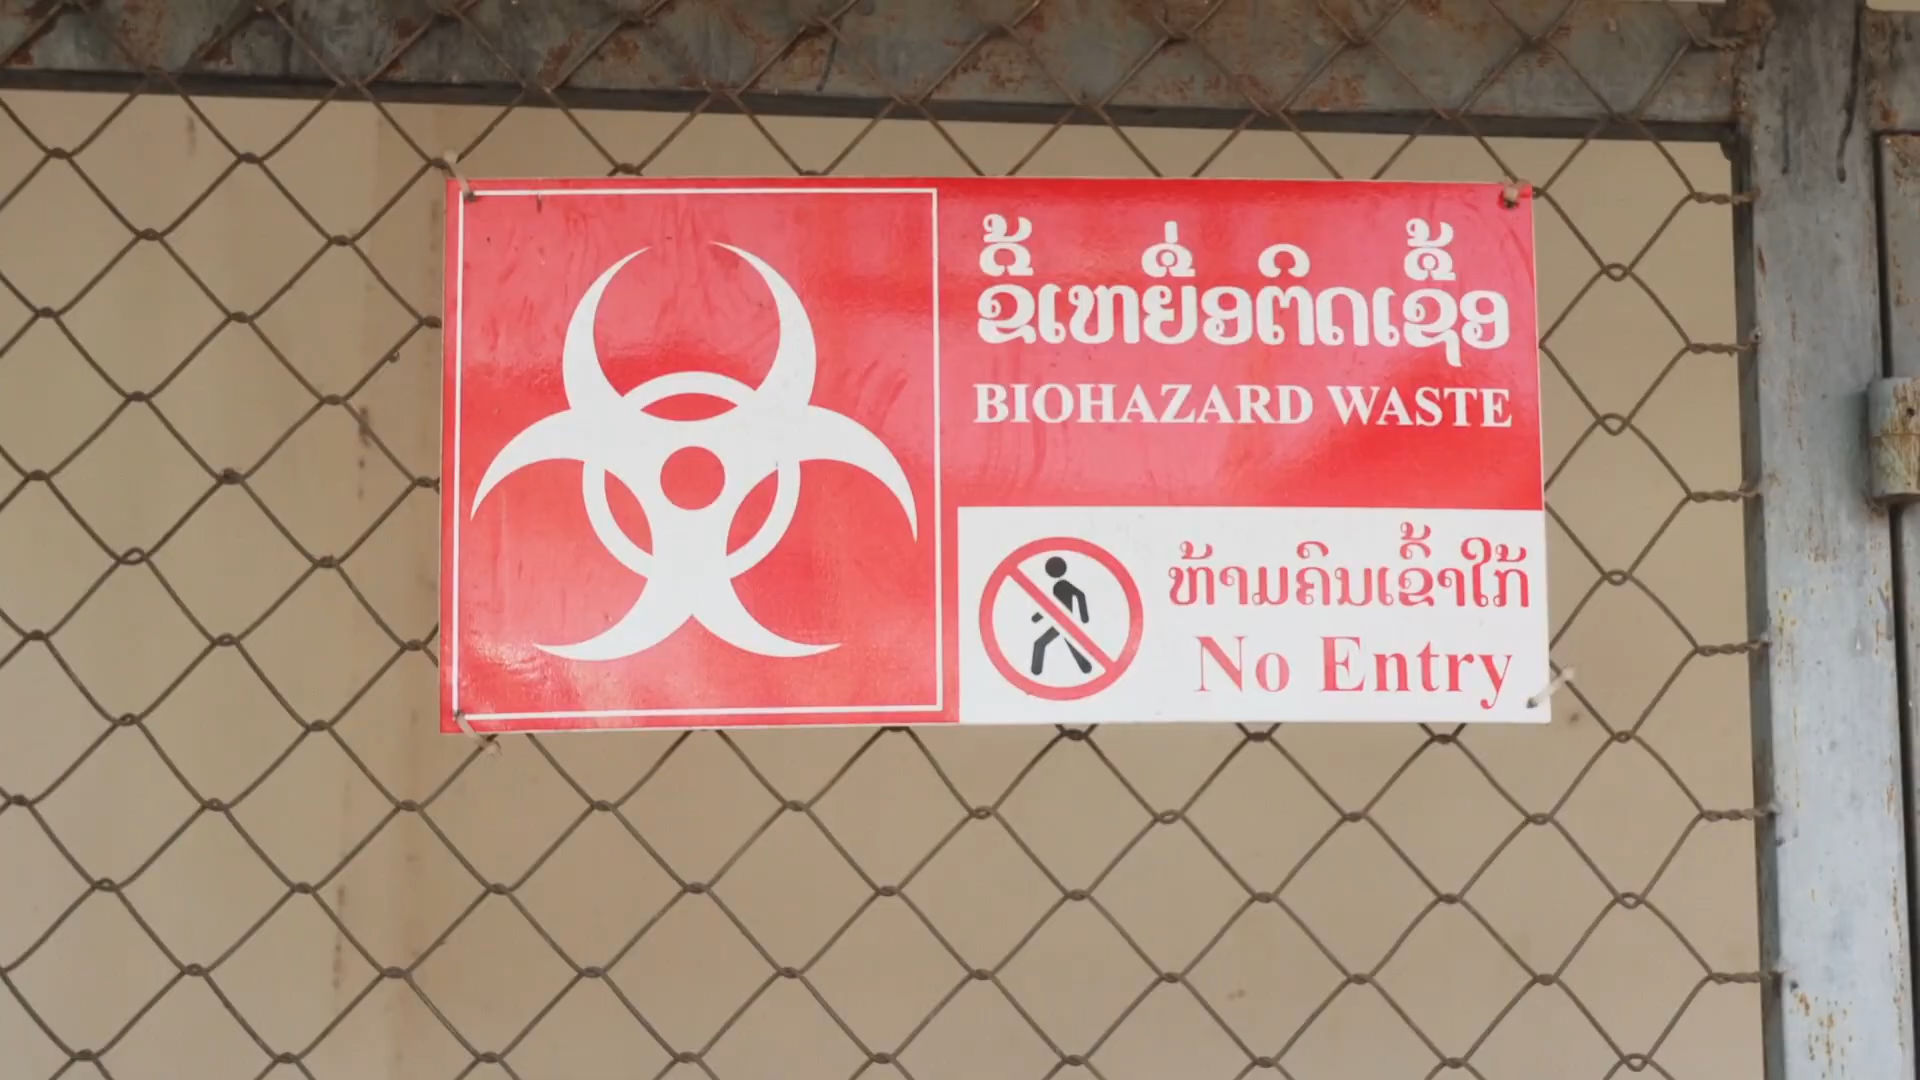 ຂີ້ເຫຍື່ອຕິດເຊື້ອ
BIOHAZARD WASTE
ຫ້າມຄົນເຂົ້າໃກ້
No Entry